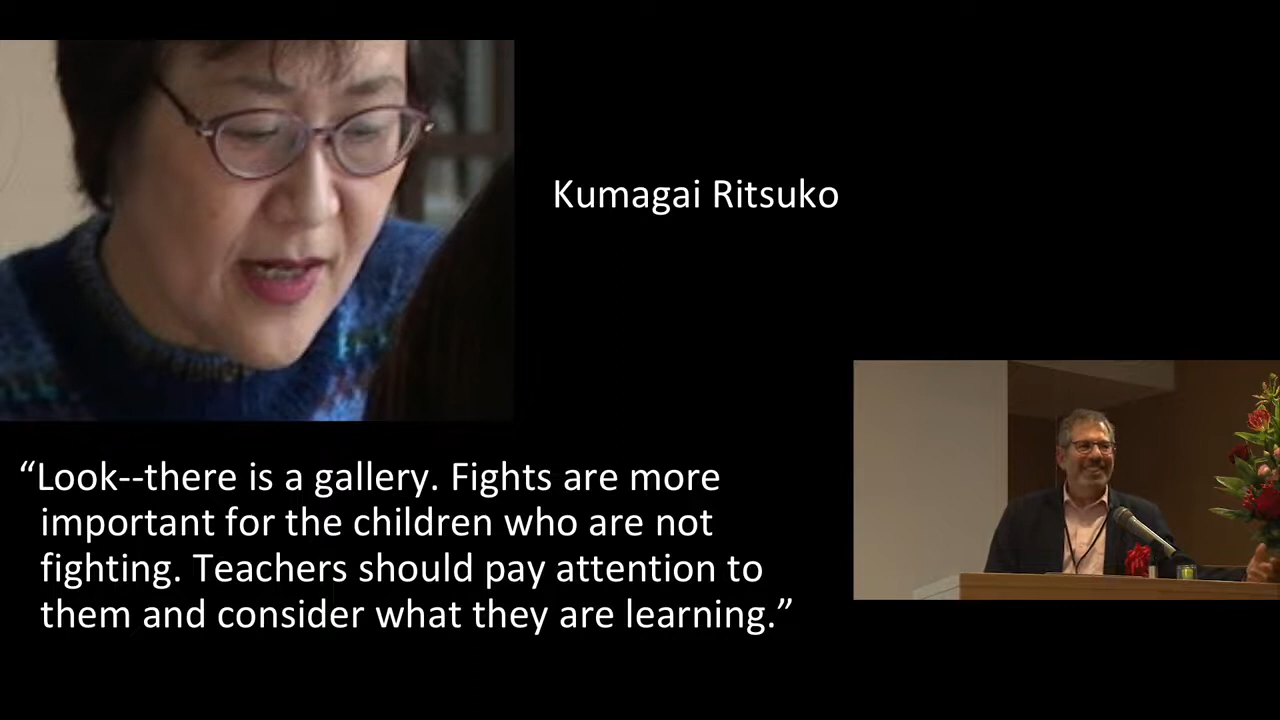 Kumagai Ritsuko
“Look--there is a gallery. Fights are more
important for the children who are not
fighting. Teachers should pay attention to
them and consider what they are learning.”